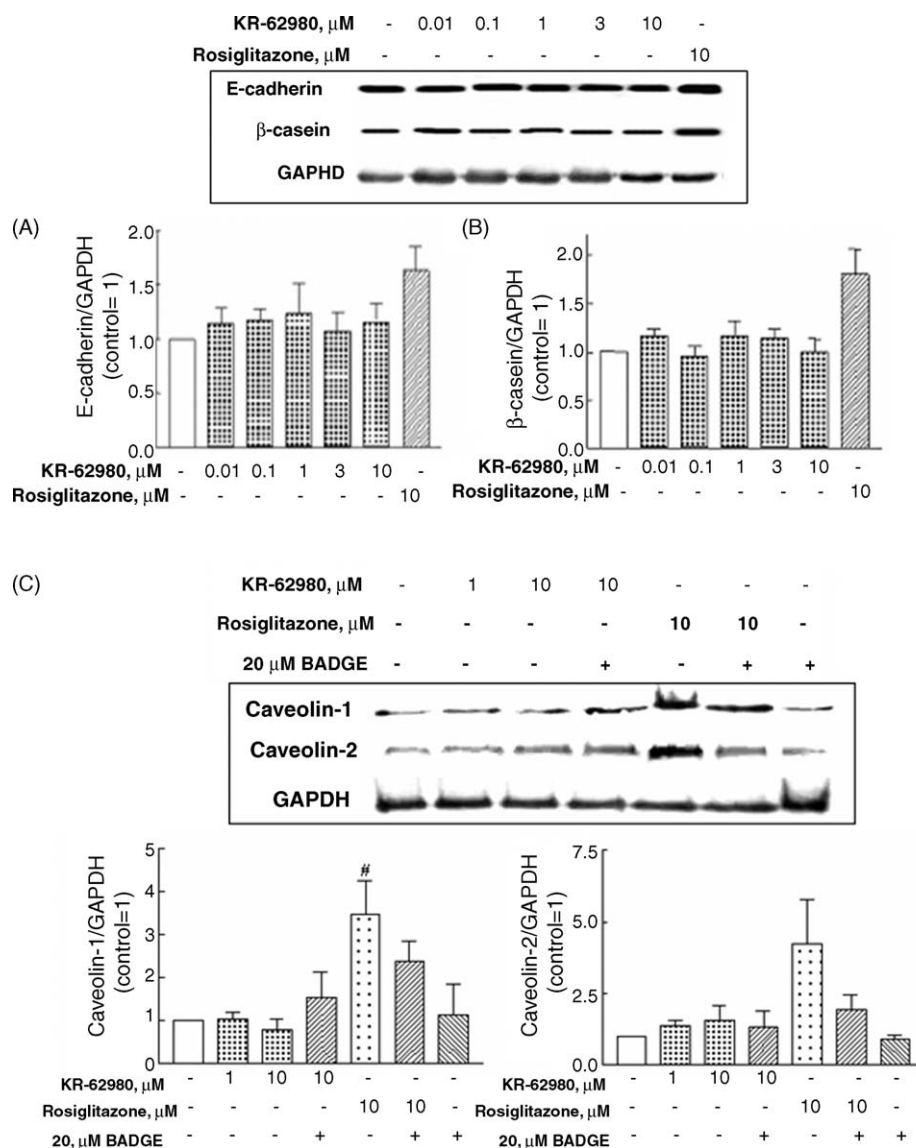 KR-62980, μM - 0.01 0.1 1 3 10 -
Rosiglitazone, μM - - - - - - 10
E-cadherin
β-casein
GAPHD
(A)
E-cadherin/GAPDH
(control= 1)
2.0
1.5
1.0
0.5
0.0
KR-62980, μM - 0.01 0.1 1 3 10 -
Rosiglitazone, μM - - - - - - 10
(B)
β-casein/GAPDH
(control= 1)
2.0
1.5
1.0
0.5
0.0
KR-62980, μM - 0.01 0.1 1 3 10 -
Rosiglitazone, μM - - - - - - 10
(C)
KR-62980, μM - 1 10 10 - - -
Rosiglitazone, μM - - - - 10 10 -
20 μM BADGE - - - + - + +
Caveolin-1
Caveolin-2
GAPDH
Caveolin-1/GAPDH
(control=1)
5
4
3
2
1
0
#
KR-62980, μM - 1 10 10 - - -
Rosiglitazone, μM - - - - 10 10 -
20, μM BADGE - - - + - + +
Caveolin-2/GAPDH
(control=1)
7.5
5.0
2.5
0.0
KR-62980, μM - 1 10 10 - - -
Rosiglitazone, μM - - - - 10 10 -
20, μM BADGE - - - + - + +